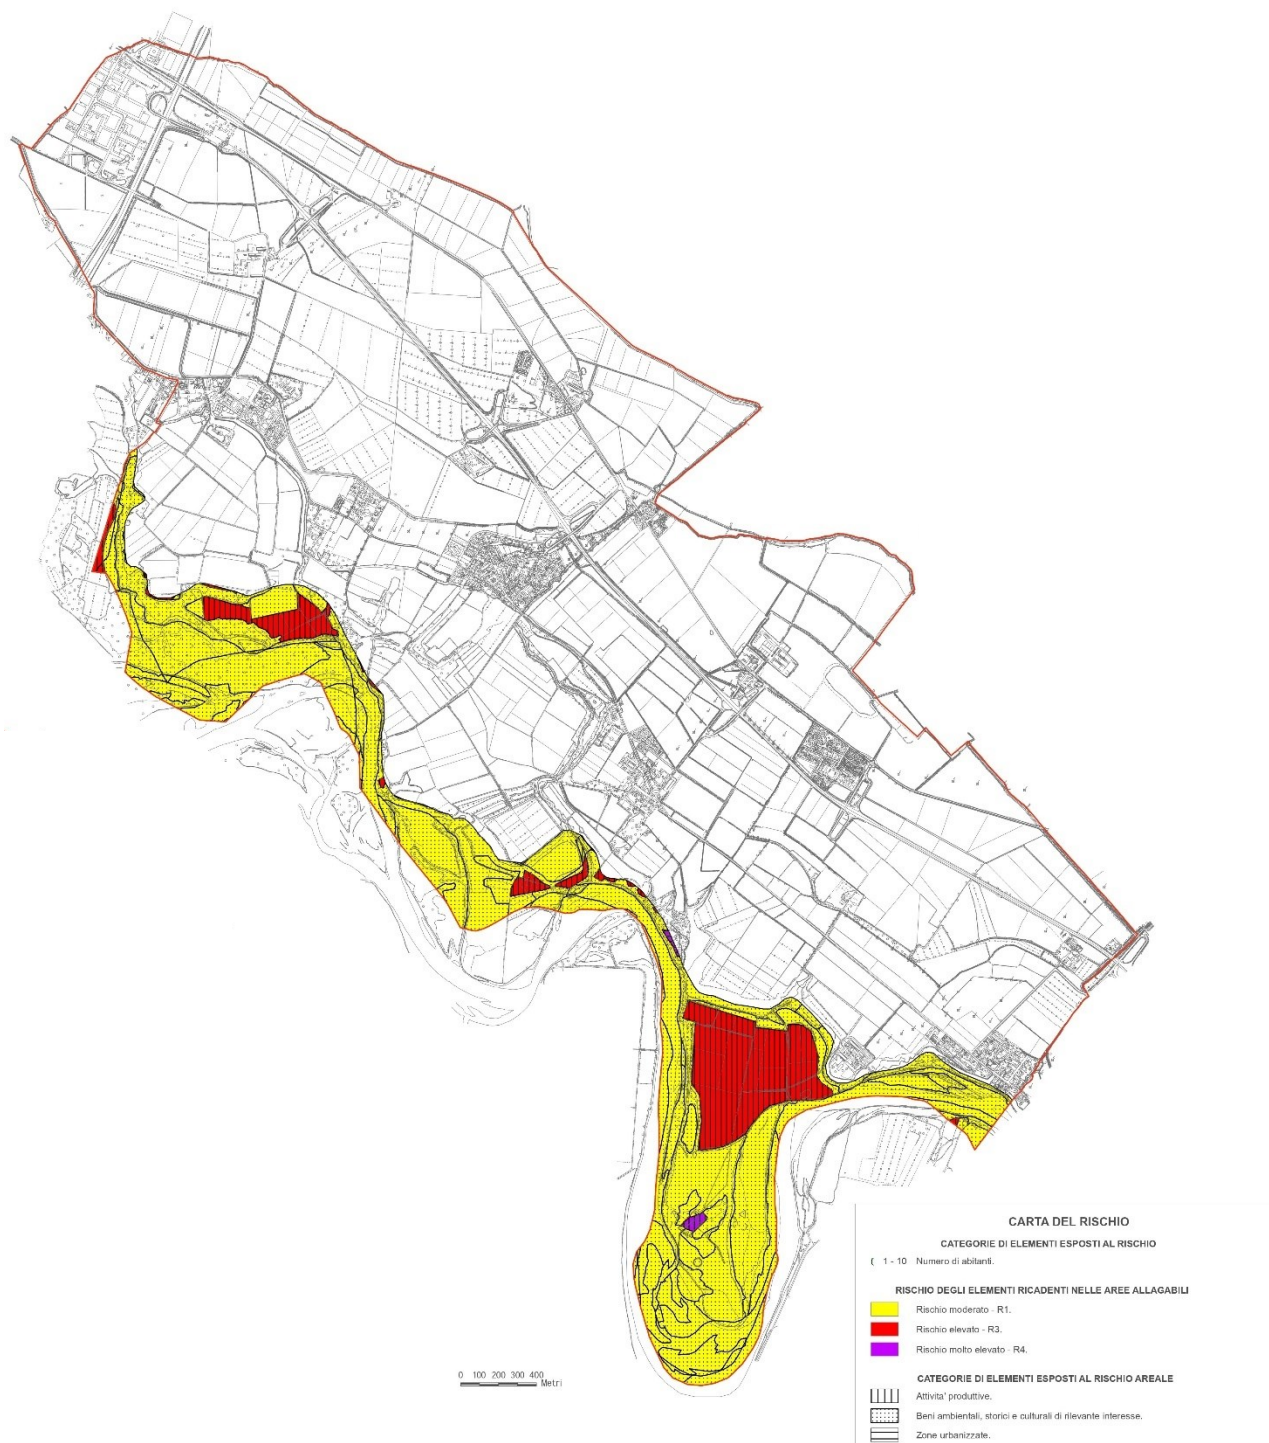 0 100 200 300 400
Metri
CARTA DEL RISCHIO
CATEGORIE DI ELEMENTI ESPOSTI AL RISCHIO
1 - 10 Numero di abitanti.
RISCHIO DEGLI ELEMENTI RICADENTI NELLE AREE ALLAGABILI
Rischio moderato - R1.
Rischio elevato - R3.
Rischio molto elevato - R4.
CATEGORIE DI ELEMENTI ESPOSTI AL RISCHIO AREALE
Attivita' produttive.
Beni ambientali, storici e culturali di rilevante interesse.
Zone urbanizzate.